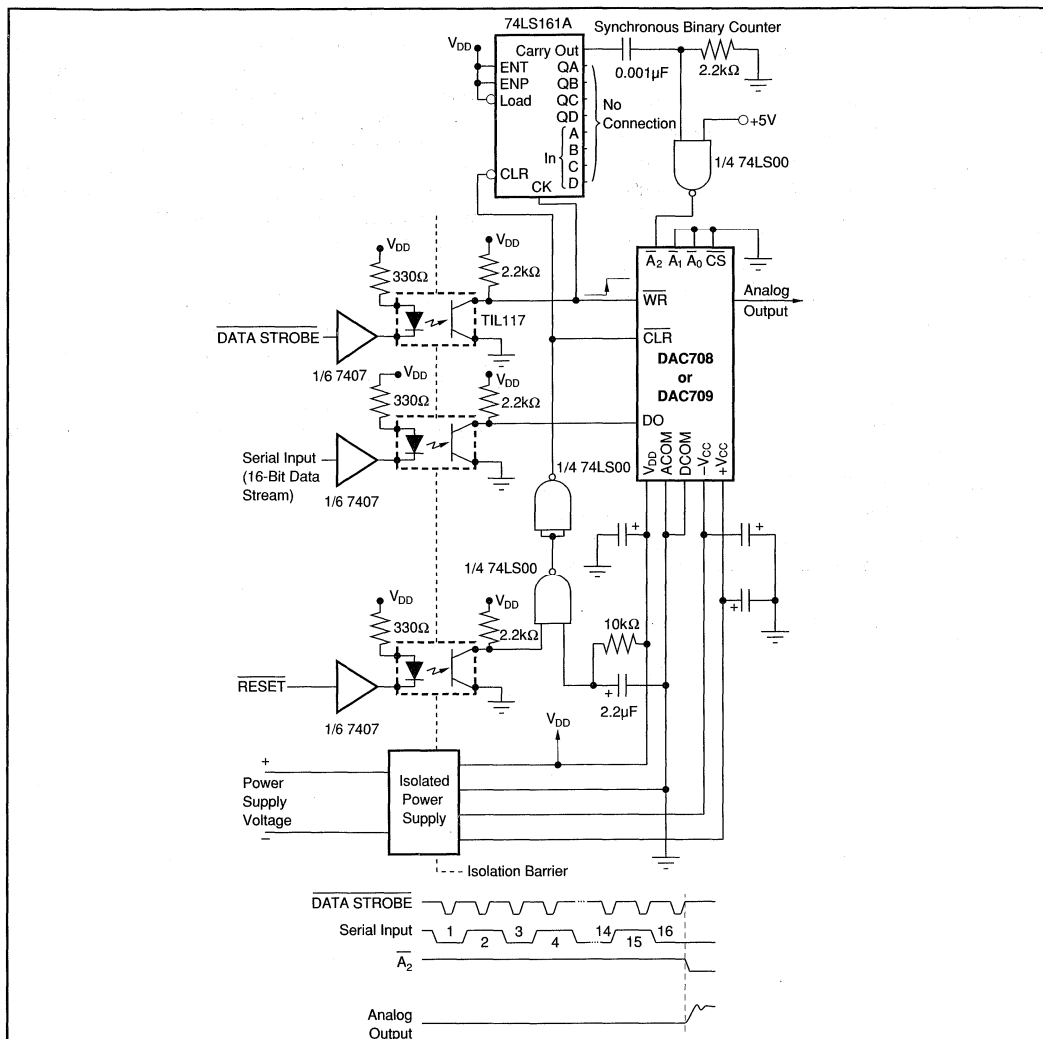 74LS161A
Synchronous Binary Counter
VDD
Carry Out
ENT
QA
0.001µF
2.2kΩ
ENP
QB
Load
QC
QD
No
Connection
A
+5V
B
In
C
1/4 74LS00
CLR
D
CK
VDD
VDD
A2 A1 A0 CS
330Ω
2.2kΩ
Analog
Output
WR
TIL117
DATA STROBE
CLR
DAC708
or
DAC709
1/6 7407
VDD
VDD
330Ω
2.2kΩ
DO
Serial Input
(16-Bit Data
Stream)
1/4 74LS00
VDD
ACOM
DCOM
–VCC
+VCC
1/6 7407
+
+
1/4 74LS00
VDD
VDD
330Ω
2.2kΩ
10kΩ
+
RESET
+
2.2µF
1/6 7407
VDD
+
Power
Supply
Voltage
–
Isolated
Power
Supply
Isolation Barrier
DATA STROBE
Serial Input
1 2 3 4 14 15 16
A2
Analog
Output